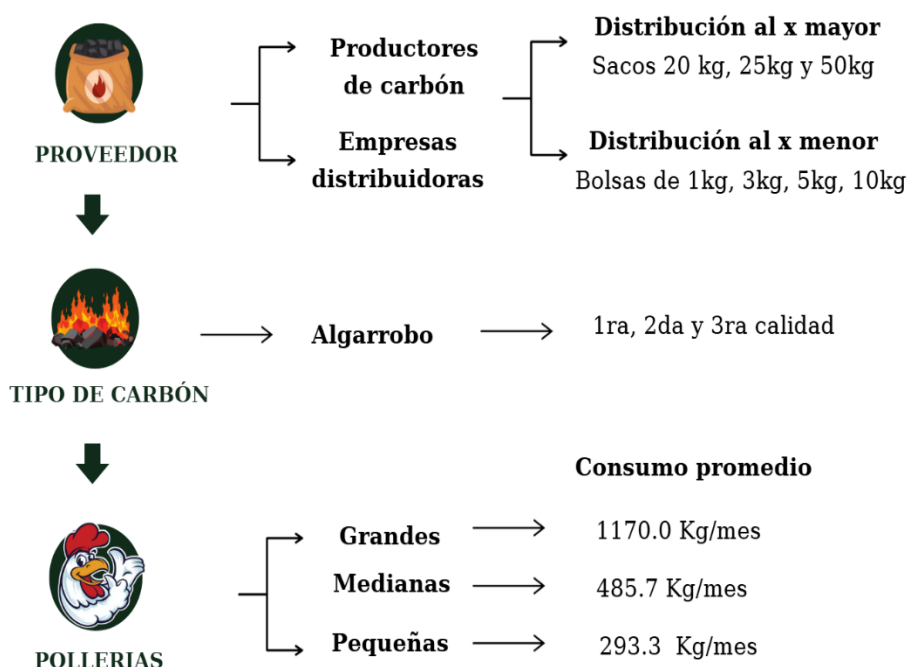 PROVEEDOR
Productores
de carbón
Empresas
distribuidoras
Distribución al x mayor
Sacos 20 kg, 25kg y 50kg
Distribución al x menor
Bolsas de 1kg, 3kg, 5kg, 10kg
TIPO DE CARBÓN
Algarrobo
1ra, 2da y 3ra calidad
Consumo promedio
POLLERIAS
Grandes
1170.0 Kg/mes
Medianas
485.7 Kg/mes
Pequeñas
293.3 Kg/mes